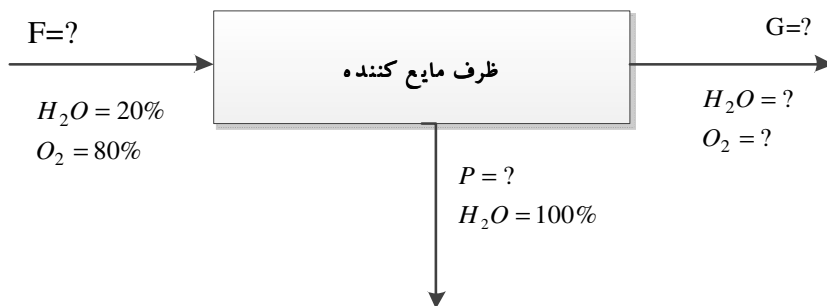 F=?
H₂O = 20%
O₂ = 80%
ظرف مایع کننده
G=?
H₂O = ?
O₂ = ?
P = ?
H₂O = 100%